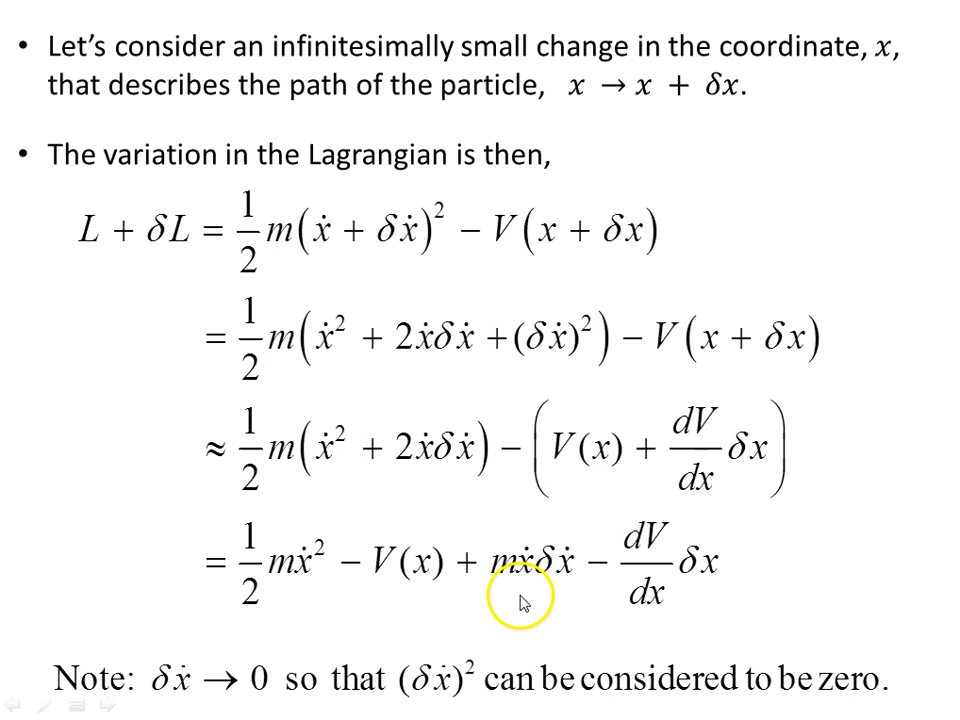 • Let's consider an infinitesimally small change in the coordinate, 𝑥,
that describes the path of the particle, 𝑥 → 𝑥 + 𝛿𝑥.
• The variation in the Lagrangian is then,
L + δL = 1/2 m(ẋ + δẋ)² − V(x + δx)
= 1/2 m(ẋ² + 2ẋδẋ + (δẋ)²) − V(x + δx)
≈ 1/2 m(ẋ² + 2ẋδẋ) − (V(x) + dV/dx δx)
= 1/2 mẋ² − V(x) + mẋδẋ − dV/dx δx
Note: δẋ → 0 so that (δẋ)² can be considered to be zero.